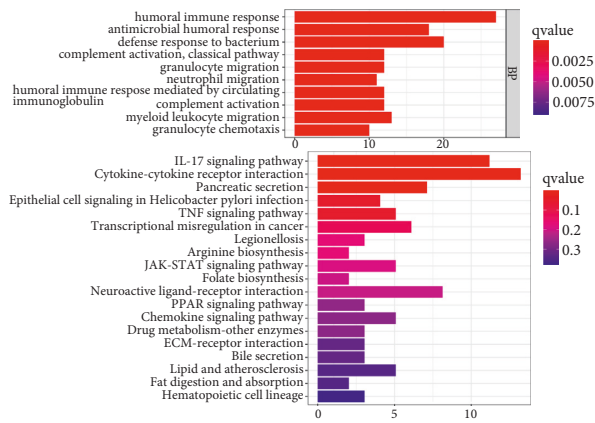 humoral immune response
antimicrobial humoral response
defense response to bacterium
complement activation, classical pathway
granulocyte migration
neutrophil migration
humoral immune respose mediated by circulating
immunoglobulin
complement activation
myeloid leukocyte migration
granulocyte chemotaxis
0 10 20
BP
qvalue
0.0025
0.0050
0.0075
IL-17 signaling pathway
Cytokine-cytokine receptor interaction
Pancreatic secretion
Epithelial cell signaling in Helicobacter pylori infection
TNF signaling pathway
Transcriptional misregulation in cancer
Legionellosis
Arginine biosynthesis
JAK-STAT signaling pathway
Folate biosynthesis
Neuroactive ligand-receptor interaction
PPAR signaling pathway
Chemokine signaling pathway
Drug metabolism-other enzymes
ECM-receptor interaction
Bile secretion
Lipid and atherosclerosis
Fat digestion and absorption
Hematopoietic cell lineage
0 5 10
qvalue
0.1
0.2
0.3